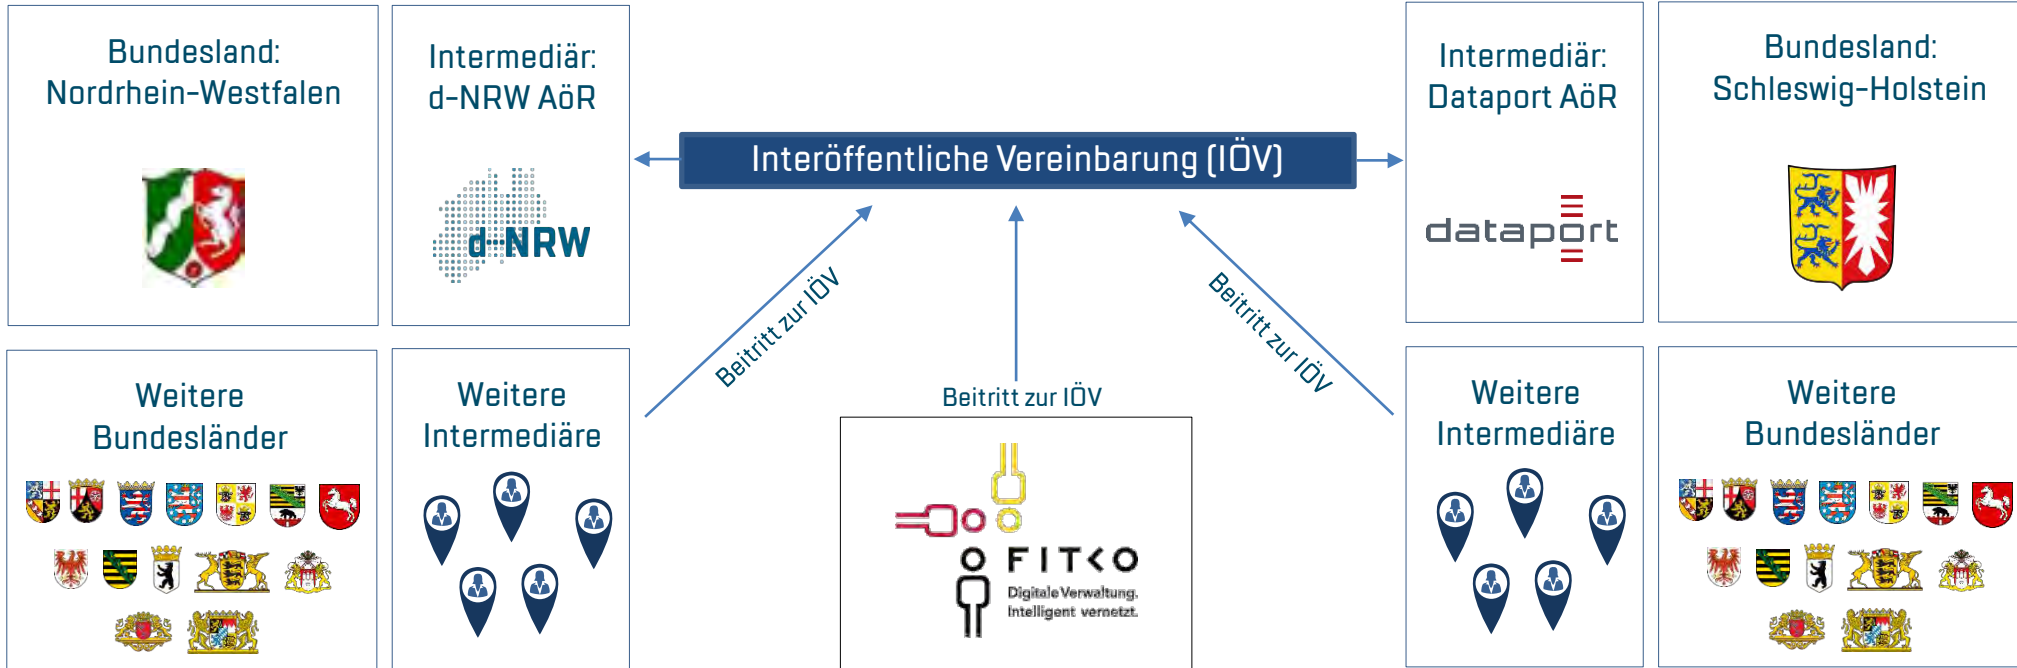 Bundesland:
Nordrhein-Westfalen
Intermediär:
d-NRW AöR
d-NRW
Interöffentliche Vereinbarung (IÖV)
Intermediär:
Dataport AöR
dataport
Bundesland:
Schleswig-Holstein
Weitere
Bundesländer
Weitere
Intermediäre
Beitritt zur IÖV
Beitritt zur IÖV
Beitritt zur IÖV
FITKO
Digitale Verwaltung.
Intelligent vernetzt.
Weitere
Intermediäre
Weitere
Bundesländer